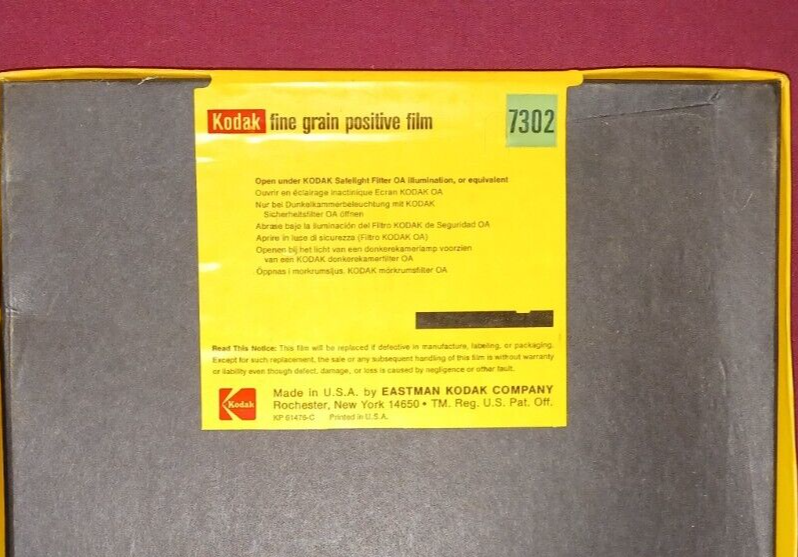 Kodak fine grain positive film 7302
Open under KODAK Safelight Filter OA illumination, or equivalent
Ouvrir en éclairage inactinique Ecran KODAK OA
Nur bei Dunkelkammerbeleuchtung mit KODAK
Sicherheitsfilter OA öffnen
Abrase bajo la iluminación del Filtro KODAK de Seguridad OA
Aprire in luse di sicurezza (Filtro KODAK OA)
Openen bij het licht van een donkerekamerlamp voorzien
van een KODAK donkerekamerfilter OA
Öppnas i morkrumsljus. KODAK mörkrumsfilter OA
Read This Notice: This film will be replaced if defective in manufacture, labeling, or packaging.
Except for such replacement, the sale or any subsequent handling of this film is without warranty
or liability even though defect, damage, or loss is caused by negligence or other fault.
Kodak
Made in U.S.A. by EASTMAN KODAK COMPANY
Rochester, New York 14650 • TM. Reg. U.S. Pat. Off.
KP 61476-C Printed in U.S.A.